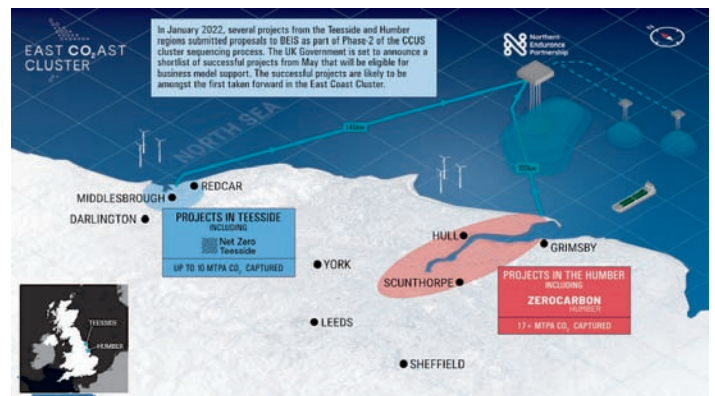 EAST CO₂AST
CLUSTER
In January 2022, several projects from the Teesside and Humber
regions submitted proposals to BEIS as part of Phase-2 of the CCUS
cluster sequencing process. The UK Government is set to announce a
shortlist of successful projects from May that will be eligible for
business model support. The successful projects are likely to be
amongst the first taken forward in the East Coast Cluster.
Northern
Endurance
Partnership
NORTH SEA
145km
103km
REDCAR
MIDDLESBROUGH
DARLINGTON
PROJECTS IN TEESSIDE
INCLUDING
Net Zero
Teesside
UP TO 10 MTPA CO₂ CAPTURED
HULL
GRIMSBY
YORK
SCUNTHORPE
PROJECTS IN THE HUMBER
INCLUDING
ZEROCARBON
HUMBER
17+ MTPA CO₂ CAPTURED
LEEDS
SHEFFIELD
TEESSIDE
HUMBER